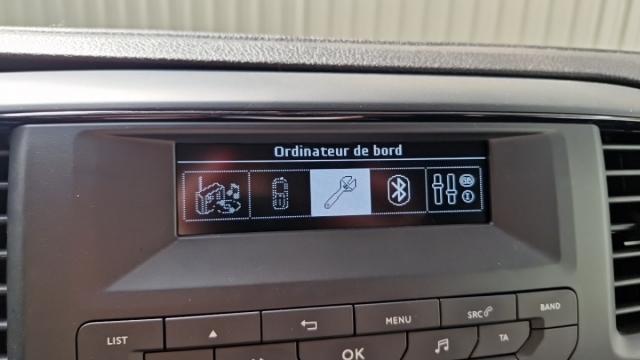 Ordinateur de bord
LIST
MENU
SRC
BAND
OK
TA